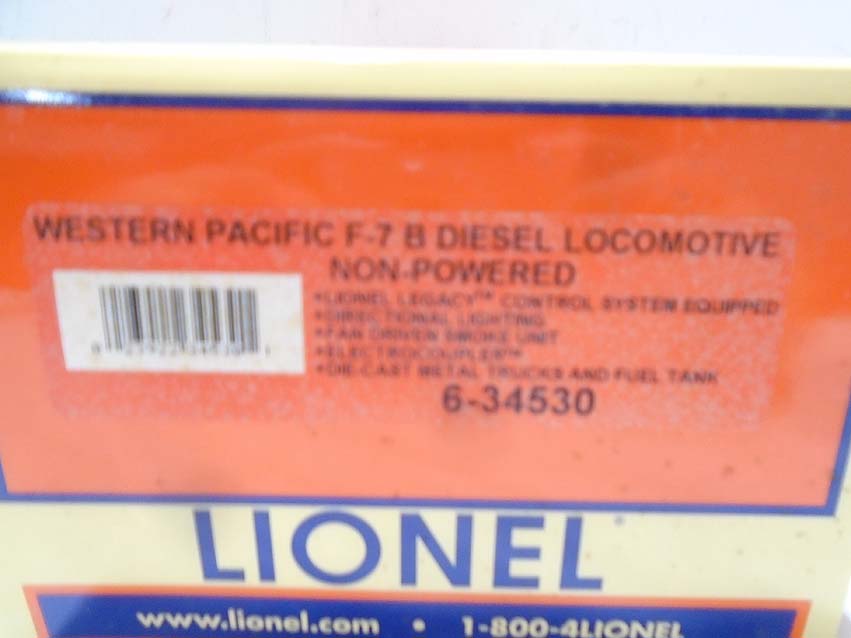 WESTERN PACIFIC F-7 B DIESEL LOCOMOTIVE
NON-POWERED
•LIONEL LEGACY™ CONTROL SYSTEM EQUIPPED
•DIRECTIONAL LIGHTING
•FAN DRIVEN SMOKE UNIT
•ELECTROCOUPLER™
•DIE-CAST METAL TRUCKS AND FUEL TANK
6-34530
LIONEL
www.lionel.com • 1-800-4LIONEL